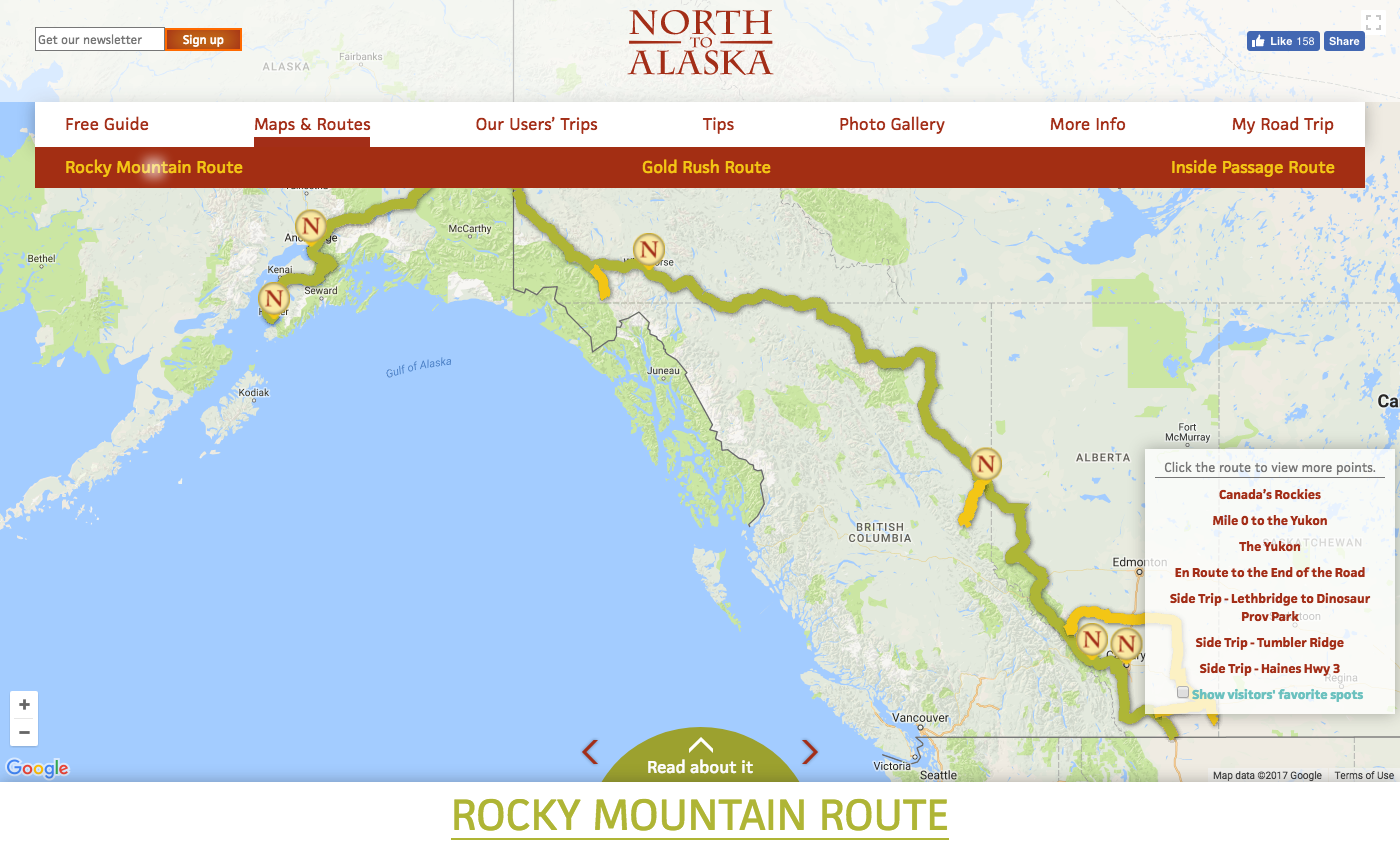 NORTH
TO
ALASKA
Get our newsletter
Sign up
Like 158
Share
ALASKA
Fairbanks
Free Guide
Maps & Routes
Our Users' Trips
Tips
Photo Gallery
More Info
My Road Trip
Rocky Mountain Route
Gold Rush Route
Inside Passage Route
McCarthy
N
N
Bethel
Kenai
Seward
N
Gulf of Alaska
Juneau
Kodiak
Ca
Fort
McMurray
ALBERTA
N
BRITISH
COLUMBIA
Edmonton
Click the route to view more points.
Canada's Rockies
Mile 0 to the Yukon
The Yukon
SASKATCHEWAN
En Route to the End of the Road
Side Trip - Lethbridge to Dinosaur
Prov Park
Side Trip - Tumbler Ridge
Side Trip - Haines Hwy 3
Regina
Show visitors' favorite spots
N
N
Vancouver
Victoria
Seattle
+
−
Google
Read about it
Map data ©2017 Google
Terms of Use
ROCKY MOUNTAIN ROUTE